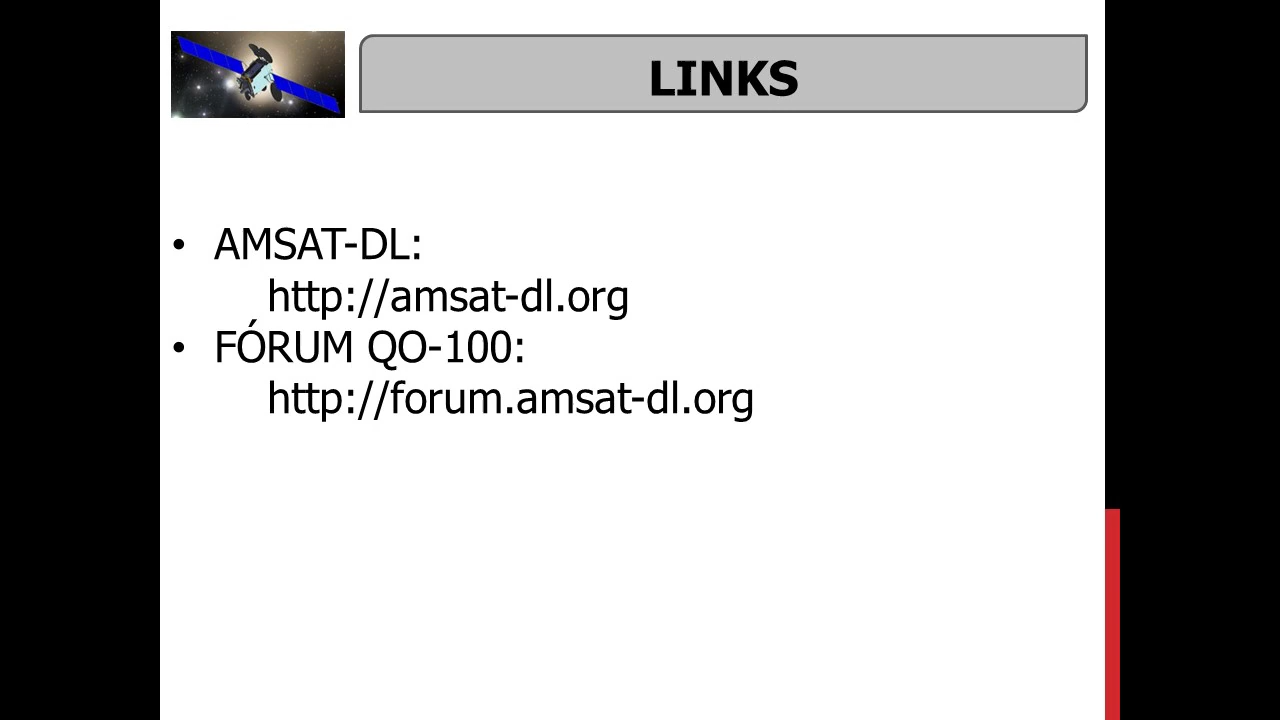 LINKS
• AMSAT-DL:
http://amsat-dl.org
• FÓRUM QO-100:
http://forum.amsat-dl.org